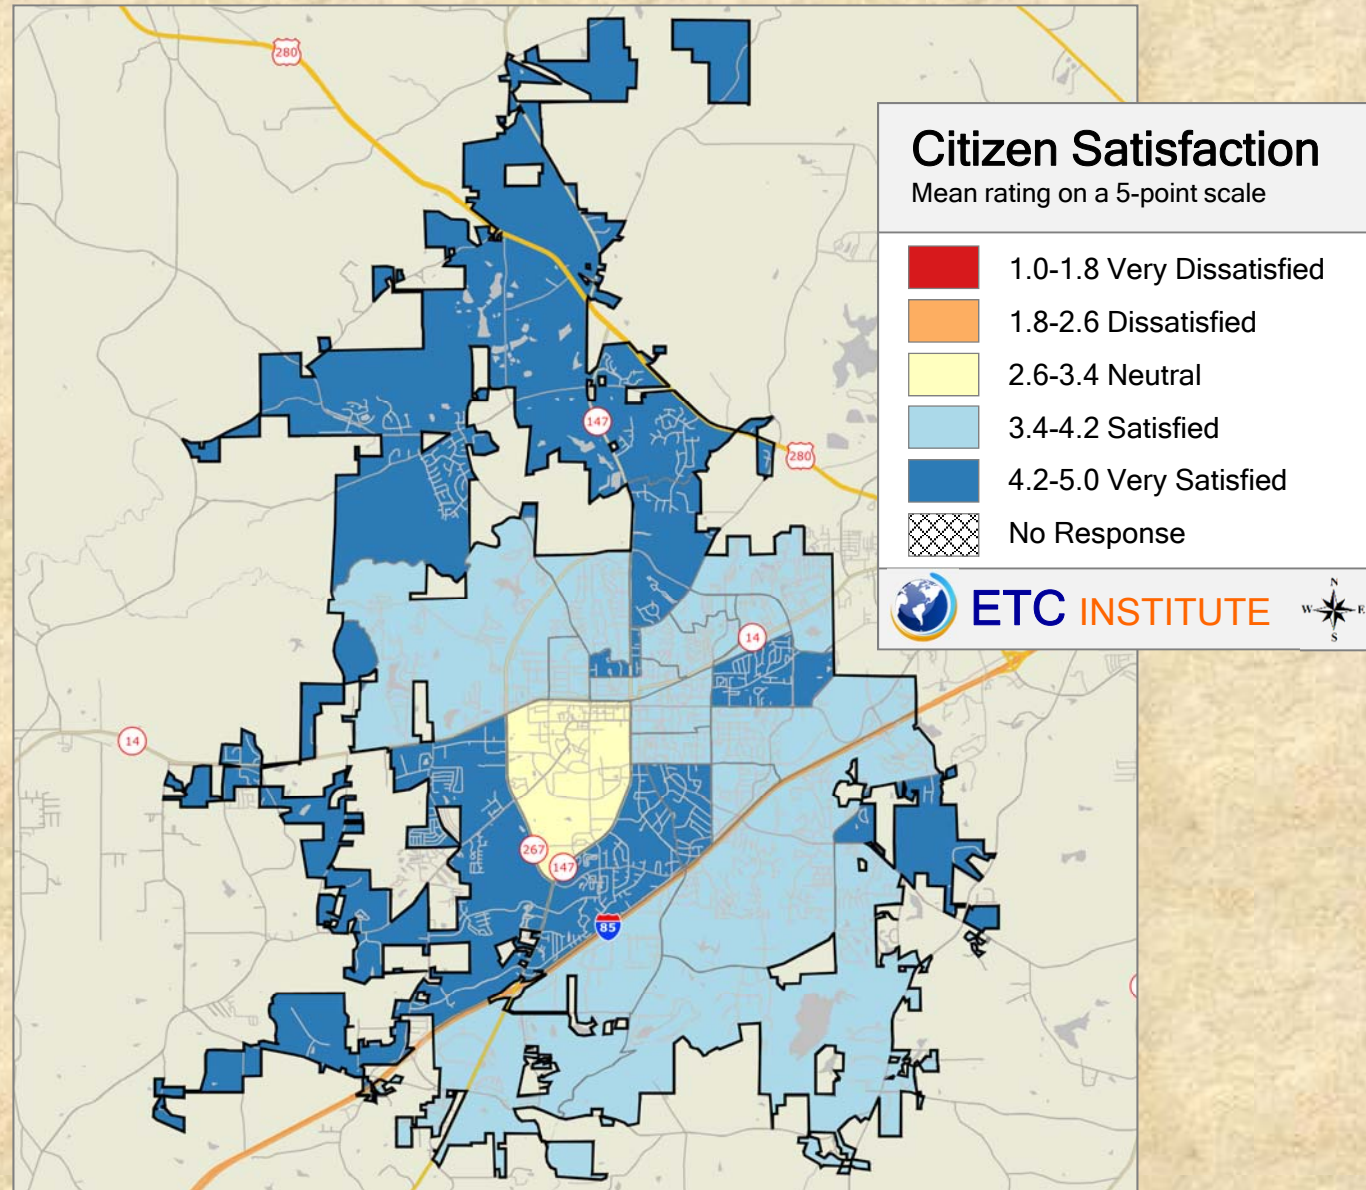 280
Citizen Satisfaction
Mean rating on a 5-point scale
1.0-1.8 Very Dissatisfied
1.8-2.6 Dissatisfied
2.6-3.4 Neutral
3.4-4.2 Satisfied
4.2-5.0 Very Satisfied
No Response
ETC INSTITUTE
N
W E
S
147
280
14
14
267
147
85